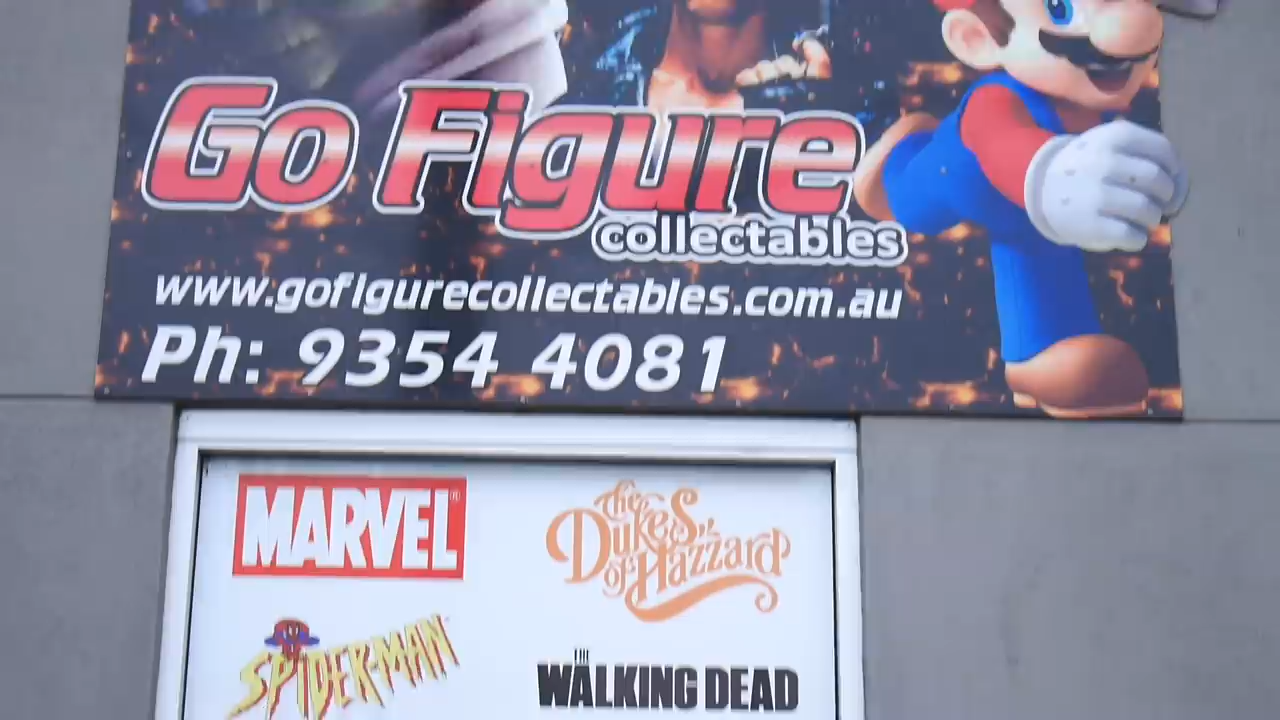 Go Figure
collectables
www.gofigurecollectables.com.au
Ph: 9354 4081
MARVEL®
The
Dukes
of Hazzard
SPIDER-MAN
THE
WALKING DEAD